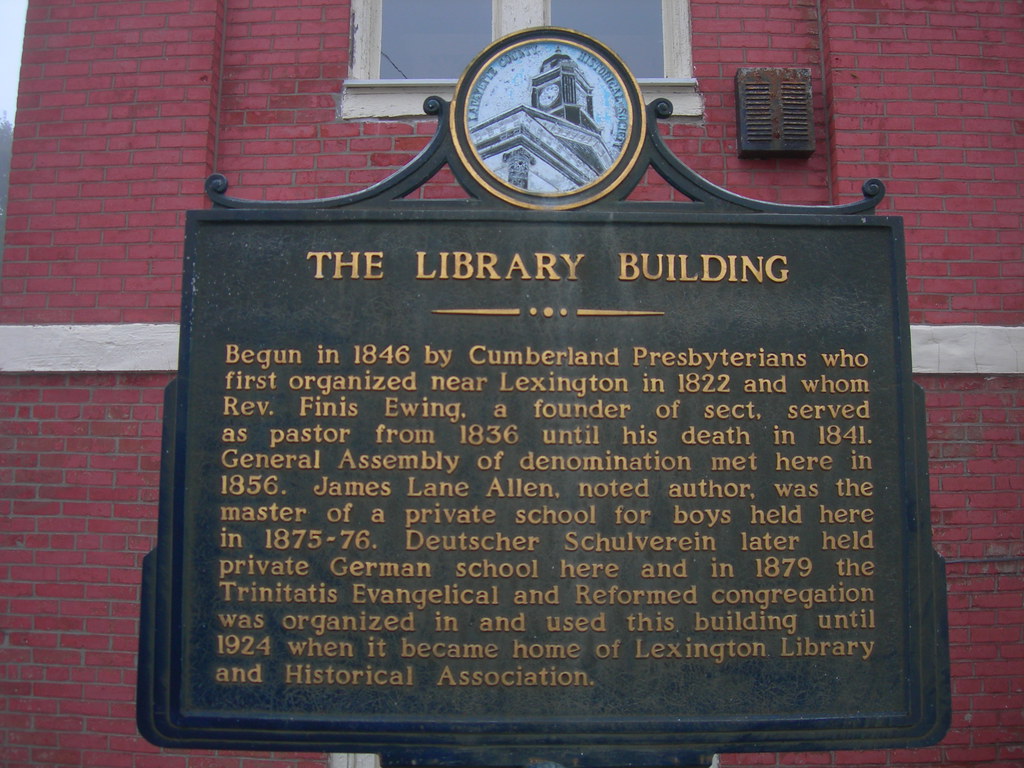 LAFAYETTE COUNTY HISTORICAL SOCIETY
THE LIBRARY BUILDING
Begun in 1846 by Cumberland Presbyterians who
first organized near Lexington in 1822 and whom
Rev. Finis Ewing, a founder of sect, served
as pastor from 1836 until his death in 1841.
General Assembly of denomination met here in
1856. James Lane Allen, noted author, was the
master of a private school for boys held here
in 1875-76. Deutscher Schulverein later held
private German school here and in 1879 the
Trinitatis Evangelical and Reformed congregation
was organized in and used this building until
1924 when it became home of Lexington Library
and Historical Association.